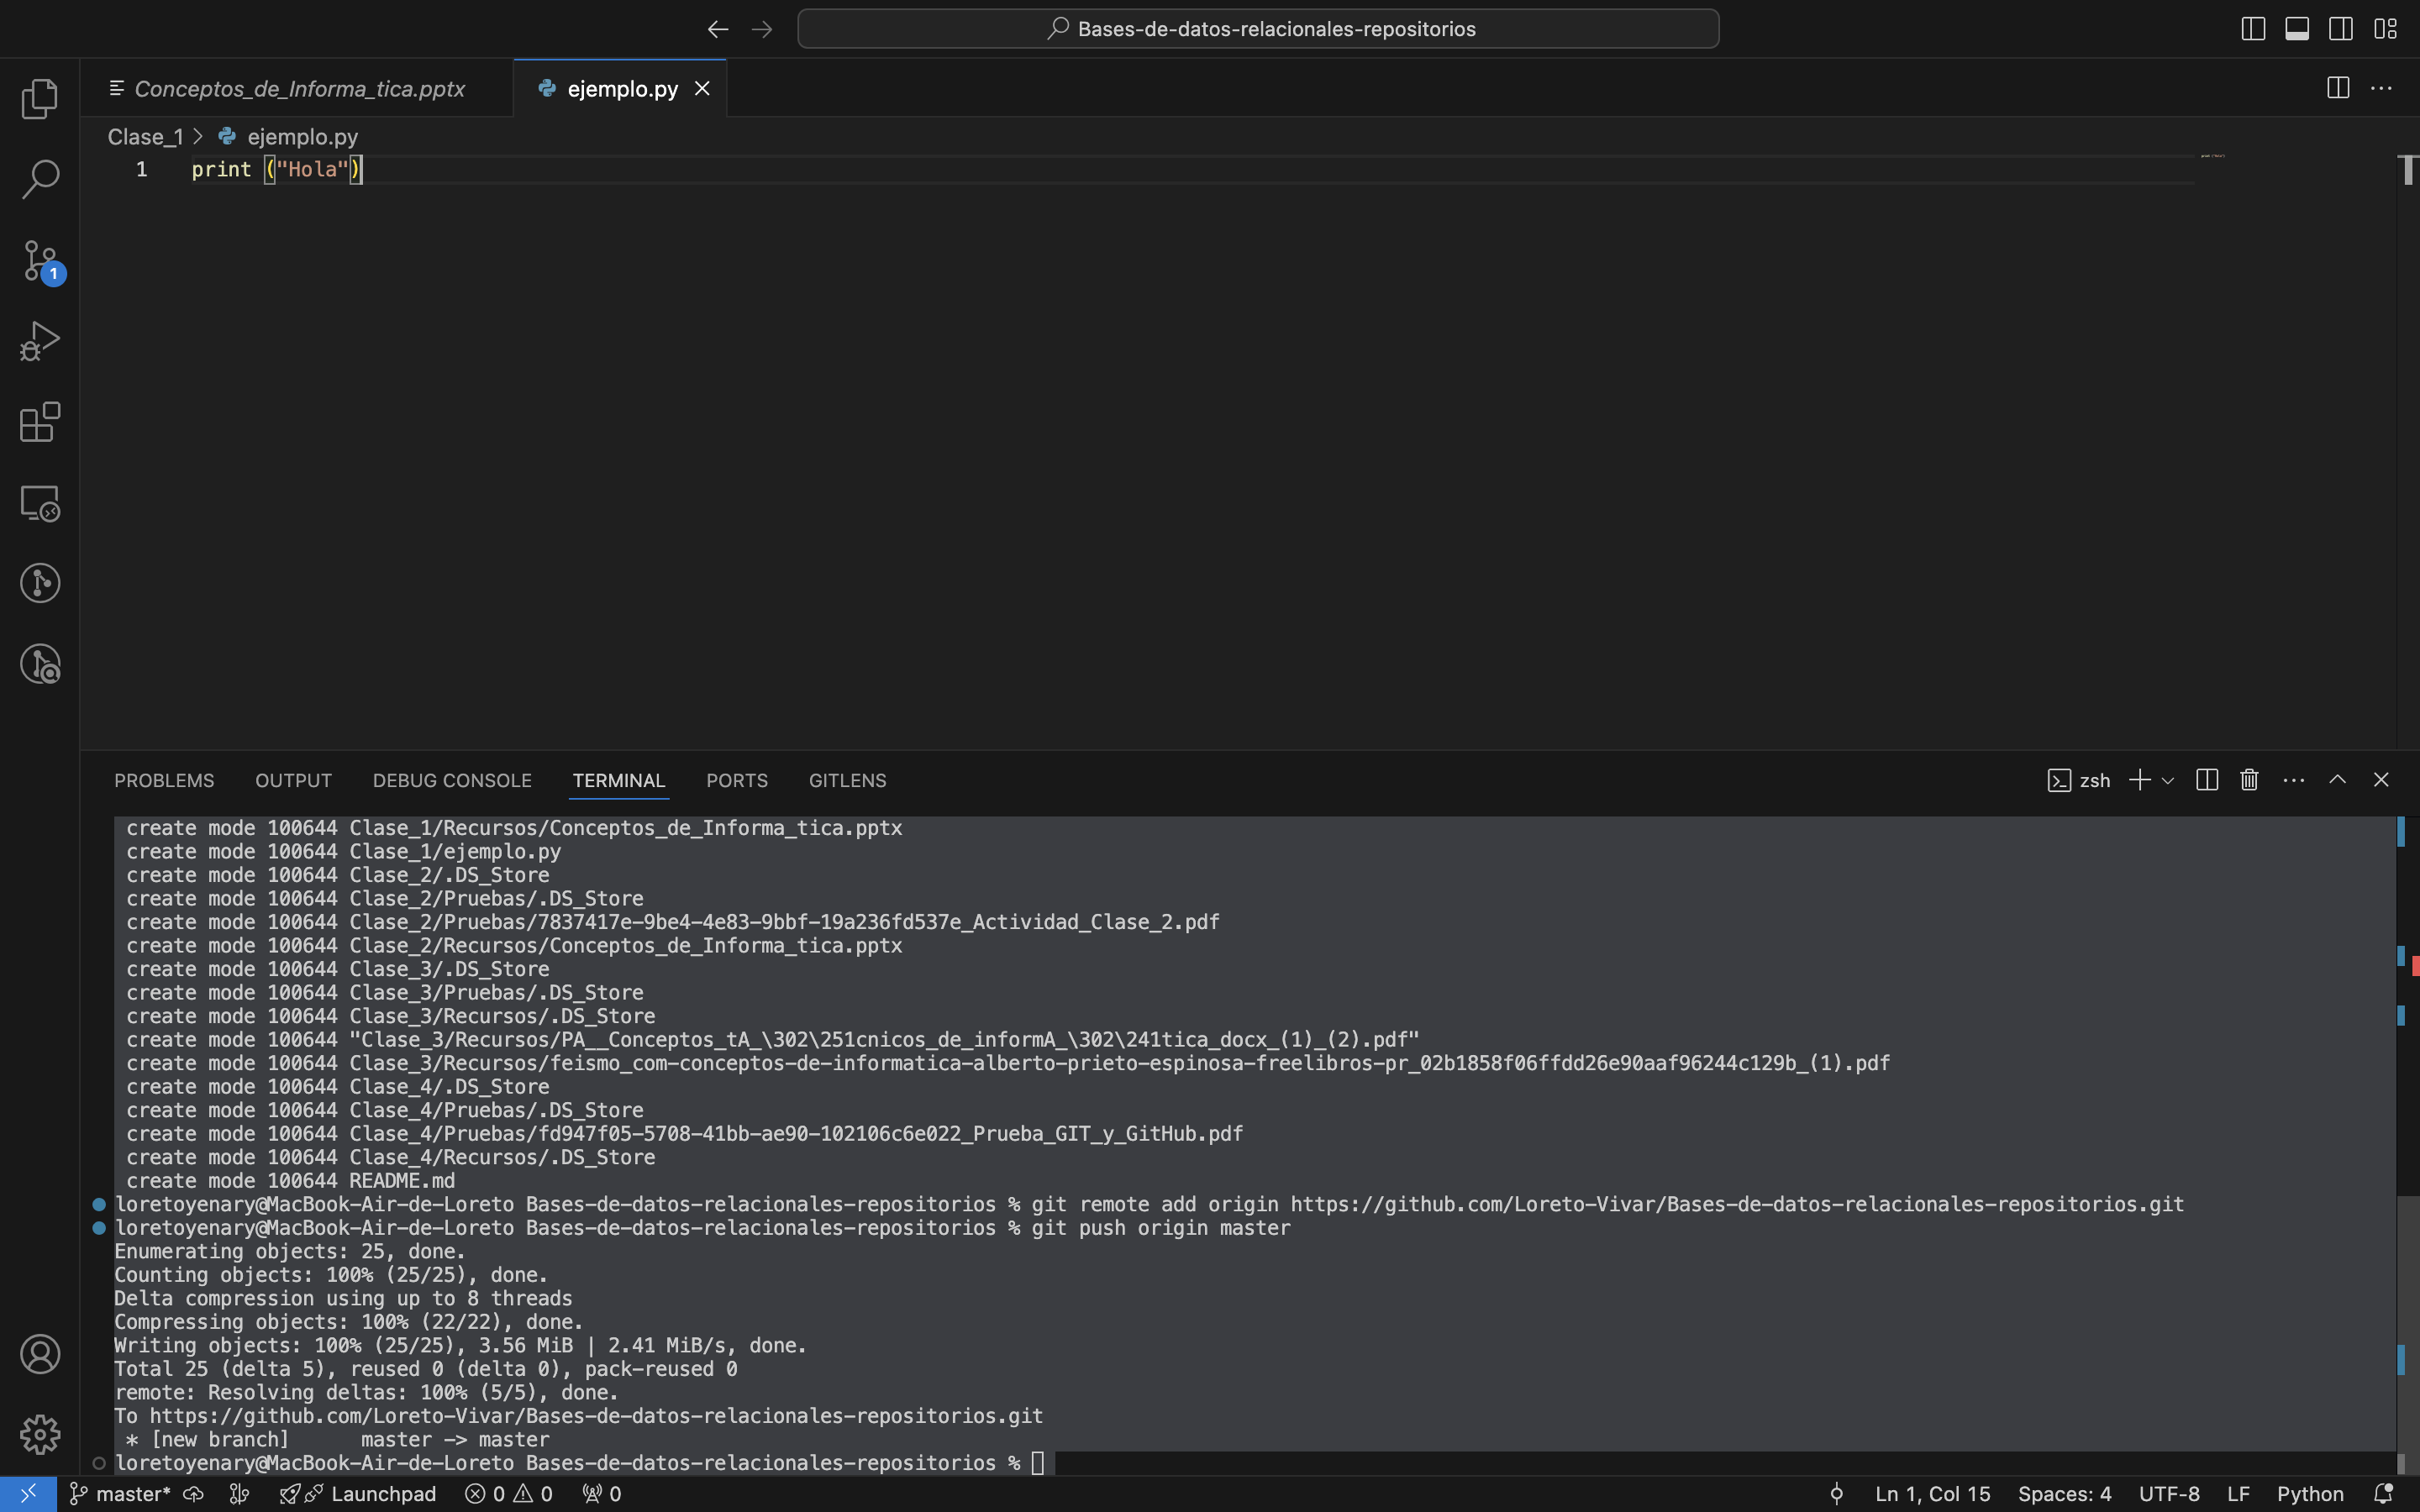 Bases-de-datos-relacionales-repositorios
Conceptos_de_Informa_tica.pptx
ejemplo.py
Clase_1 > ejemplo.py
1 print ("Hola")
1
PROBLEMS OUTPUT DEBUG CONSOLE TERMINAL PORTS GITLENS
zsh
create mode 100644 Clase_1/Recursos/Conceptos_de_Informa_tica.pptx
create mode 100644 Clase_1/ejemplo.py
create mode 100644 Clase_2/.DS_Store
create mode 100644 Clase_2/Pruebas/.DS_Store
create mode 100644 Clase_2/Pruebas/7837417e-9be4-4e83-9bbf-19a236fd537e_Actividad_Clase_2.pdf
create mode 100644 Clase_2/Recursos/Conceptos_de_Informa_tica.pptx
create mode 100644 Clase_3/.DS_Store
create mode 100644 Clase_3/Pruebas/.DS_Store
create mode 100644 Clase_3/Recursos/.DS_Store
create mode 100644 "Clase_3/Recursos/PA__Conceptos_tA_\302\251cnicos_de_informA_\302\241tica_docx_(1)_(2).pdf"
create mode 100644 Clase_3/Recursos/feismo_com-conceptos-de-informatica-alberto-prieto-espinosa-freelibros-pr_02b1858f06ffdd26e90aaf96244c129b_(1).pdf
create mode 100644 Clase_4/.DS_Store
create mode 100644 Clase_4/Pruebas/.DS_Store
create mode 100644 Clase_4/Pruebas/fd947f05-5708-41bb-ae90-102106c6e022_Prueba_GIT_y_GitHub.pdf
create mode 100644 Clase_4/Recursos/.DS_Store
create mode 100644 README.md
loretoyenary@MacBook-Air-de-Loreto Bases-de-datos-relacionales-repositorios % git remote add origin https://github.com/Loreto-Vivar/Bases-de-datos-relacionales-repositorios.git
loretoyenary@MacBook-Air-de-Loreto Bases-de-datos-relacionales-repositorios % git push origin master
Enumerating objects: 25, done.
Counting objects: 100% (25/25), done.
Delta compression using up to 8 threads
Compressing objects: 100% (22/22), done.
Writing objects: 100% (25/25), 3.56 MiB | 2.41 MiB/s, done.
Total 25 (delta 5), reused 0 (delta 0), pack-reused 0
remote: Resolving deltas: 100% (5/5), done.
To https://github.com/Loreto-Vivar/Bases-de-datos-relacionales-repositorios.git
* [new branch] master -> master
loretoyenary@MacBook-Air-de-Loreto Bases-de-datos-relacionales-repositorios %
master* Launchpad 0 0 0 Ln 1, Col 15 Spaces: 4 UTF-8 LF Python